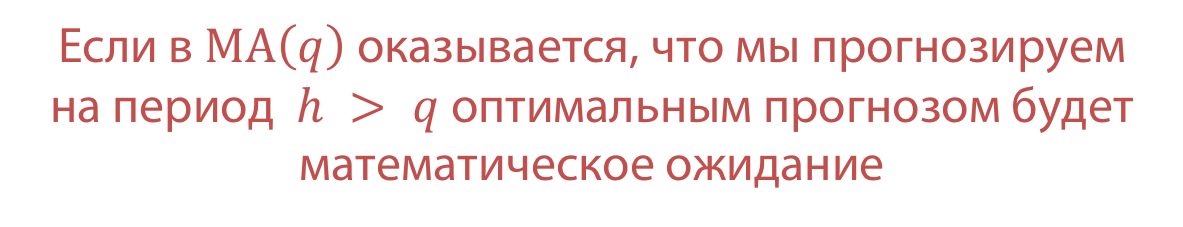 Если в MA(q) оказывается, что мы прогнозируем
на период h > q оптимальным прогнозом будет
математическое ожидание